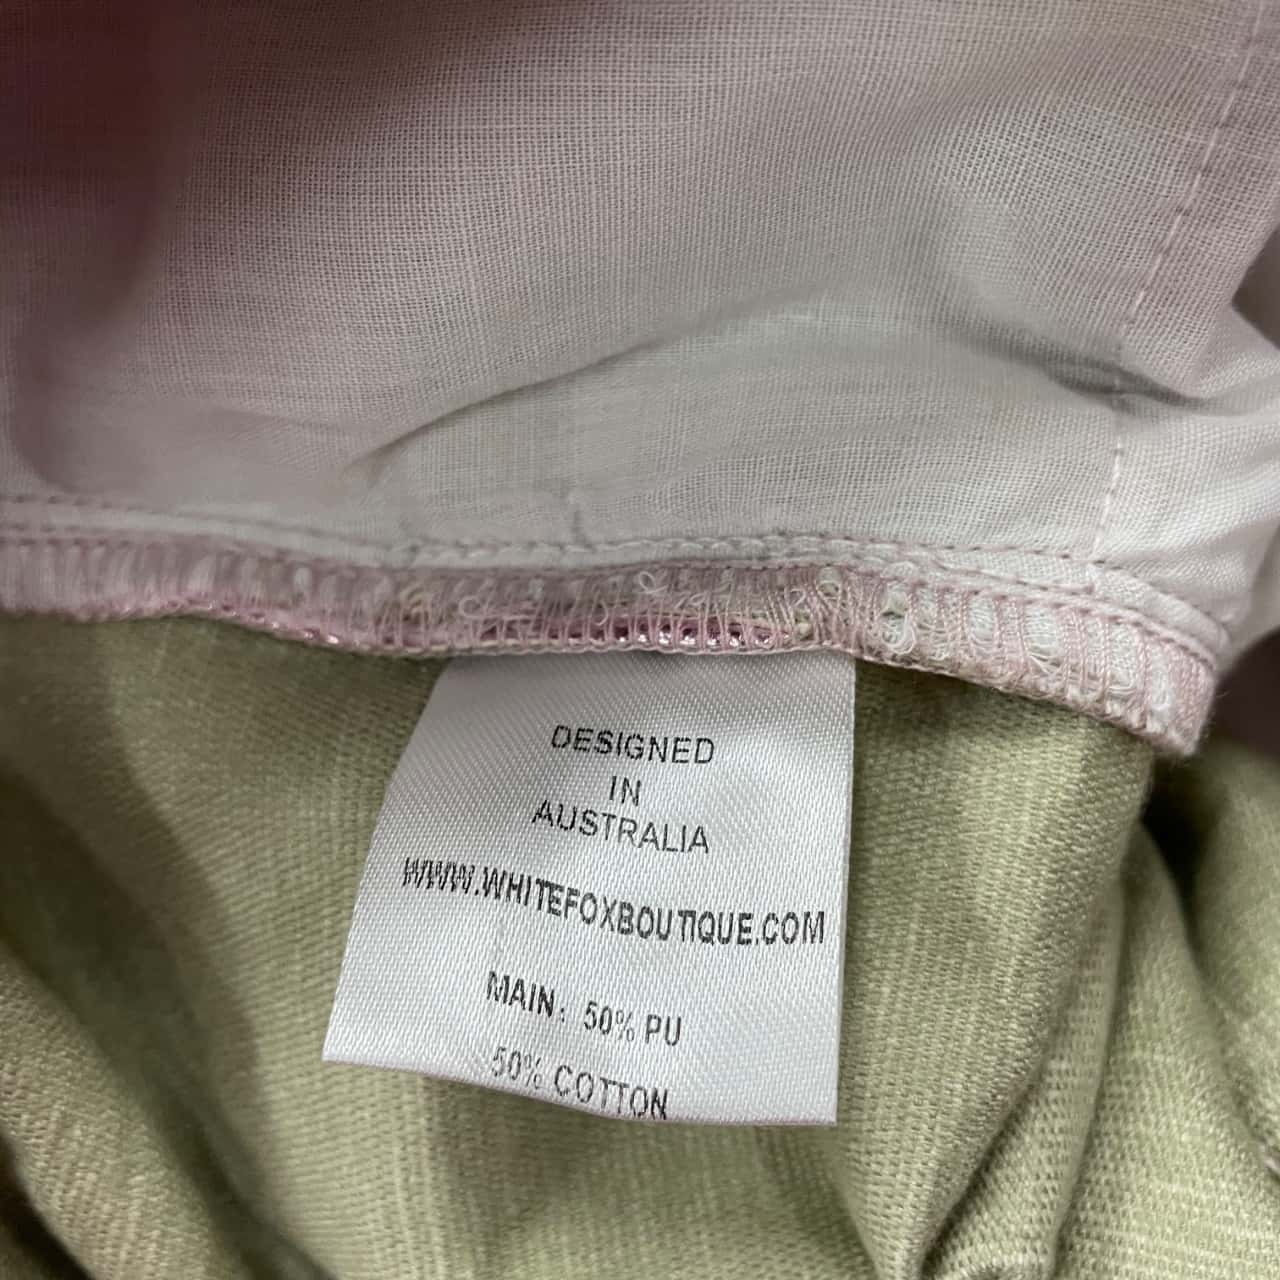 DESIGNED
IN
AUSTRALIA
WWW.WHITEFOXBOUTIQUE.COM
MAIN: 50% PU
50% COTTON